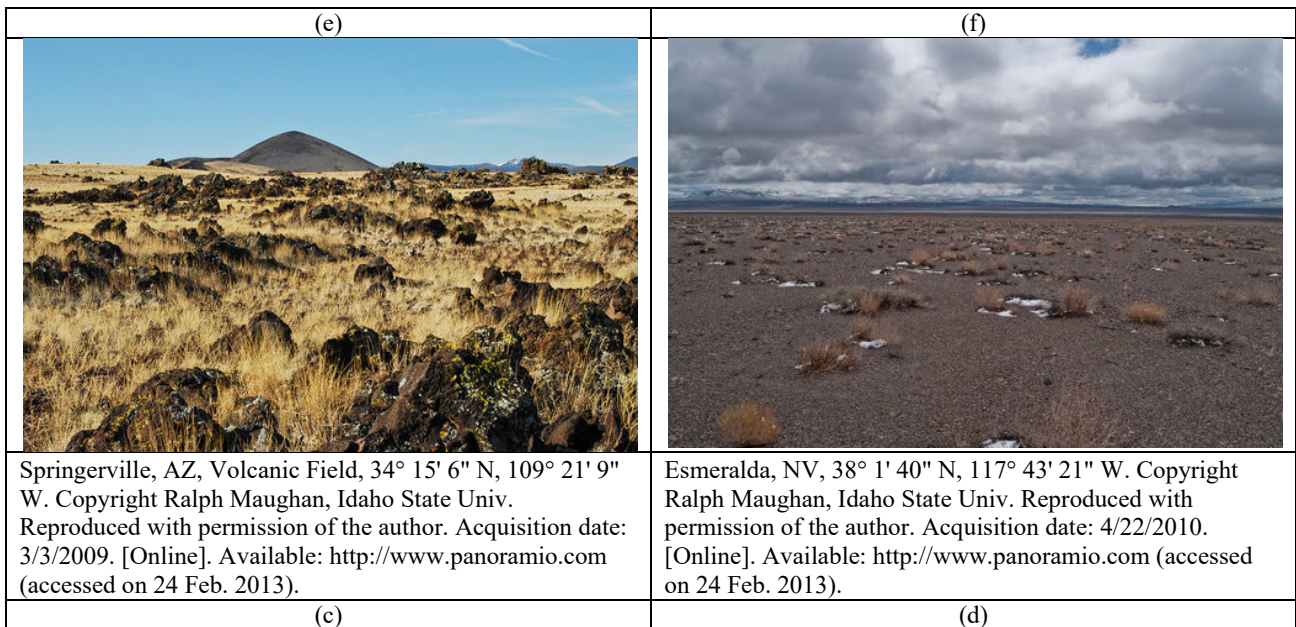 (e)
(f)
Springerville, AZ, Volcanic Field, 34° 15' 6" N, 109° 21' 9"
W. Copyright Ralph Maughan, Idaho State Univ.
Reproduced with permission of the author. Acquisition date:
3/3/2009. [Online]. Available: http://www.panoramio.com
(accessed on 24 Feb. 2013).
Esmeralda, NV, 38° 1' 40" N, 117° 43' 21" W. Copyright
Ralph Maughan, Idaho State Univ. Reproduced with
permission of the author. Acquisition date: 4/22/2010.
[Online]. Available: http://www.panoramio.com (accessed
on 24 Feb. 2013).
(c)
(d)